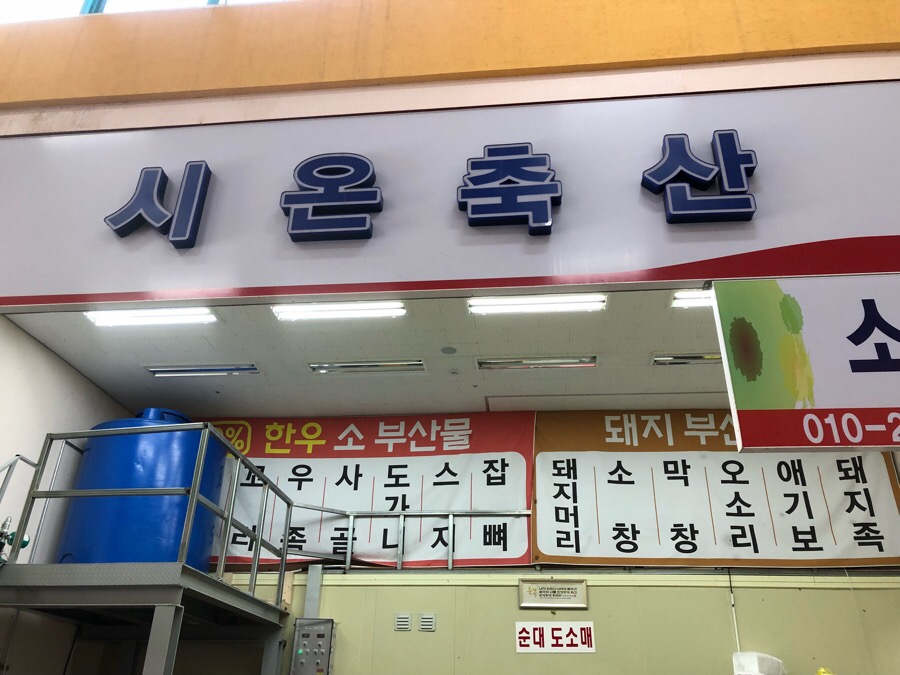 시온축산
소
010-2
%) 한우 소 부산물
꼬리
우족
사골
도가니
스지
잡뼈
돼지 부산
돼지머리
소창
막창
오소리
애기보
돼지족
순대 도소매